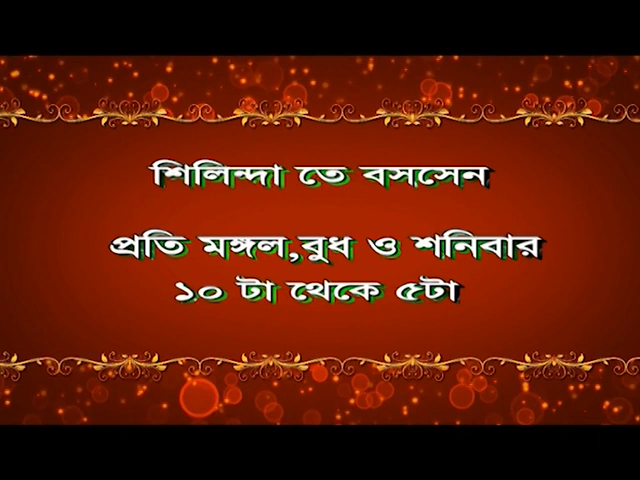 শিলিন্দা তে বসসেন
প্রতি মঙ্গল,বুধ ও শনিবার
১০ টা থেকে ৫টা